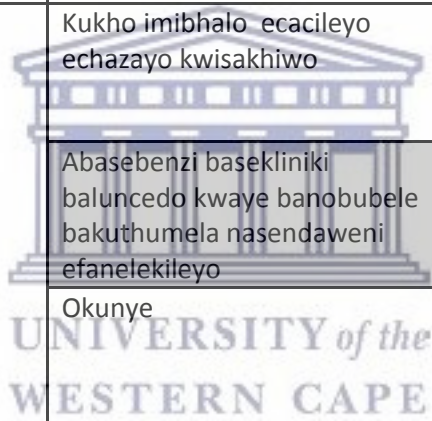 Kukho imibhalo ecacileyo
echazayo kwisakhiwo
Abasebenzi basekliniki
baluncedo kwaye banobubele
bakuthumela nasendaweni
efanelekileyo
Okunye
UNIVERSITY of the
WESTERN CAPE